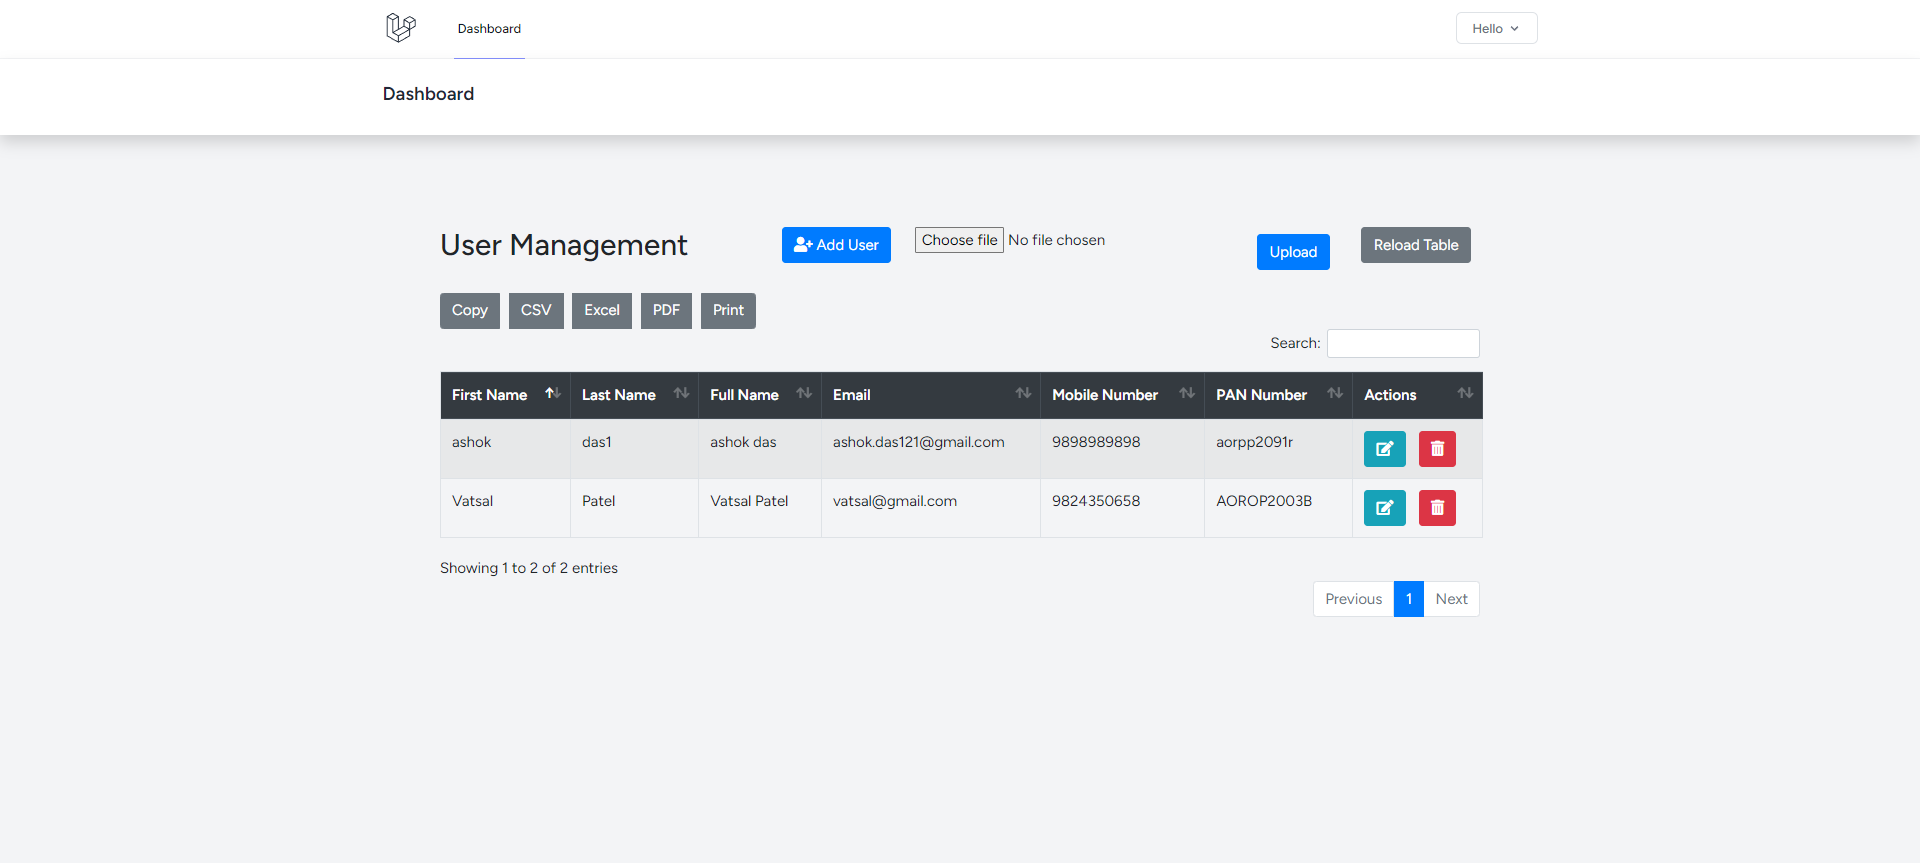 Dashboard
Hello
Dashboard
User Management
Add User
Choose file No file chosen
Upload
Reload Table
Copy
CSV
Excel
PDF
Print
Search:
First Name Last Name Full Name Email Mobile Number PAN Number Actions
ashok das1 ashok das ashok.das121@gmail.com 9898989898 aorpp2091r
Vatsal Patel Vatsal Patel vatsal@gmail.com 9824350658 AOROP2003B
Showing 1 to 2 of 2 entries
Previous 1 Next